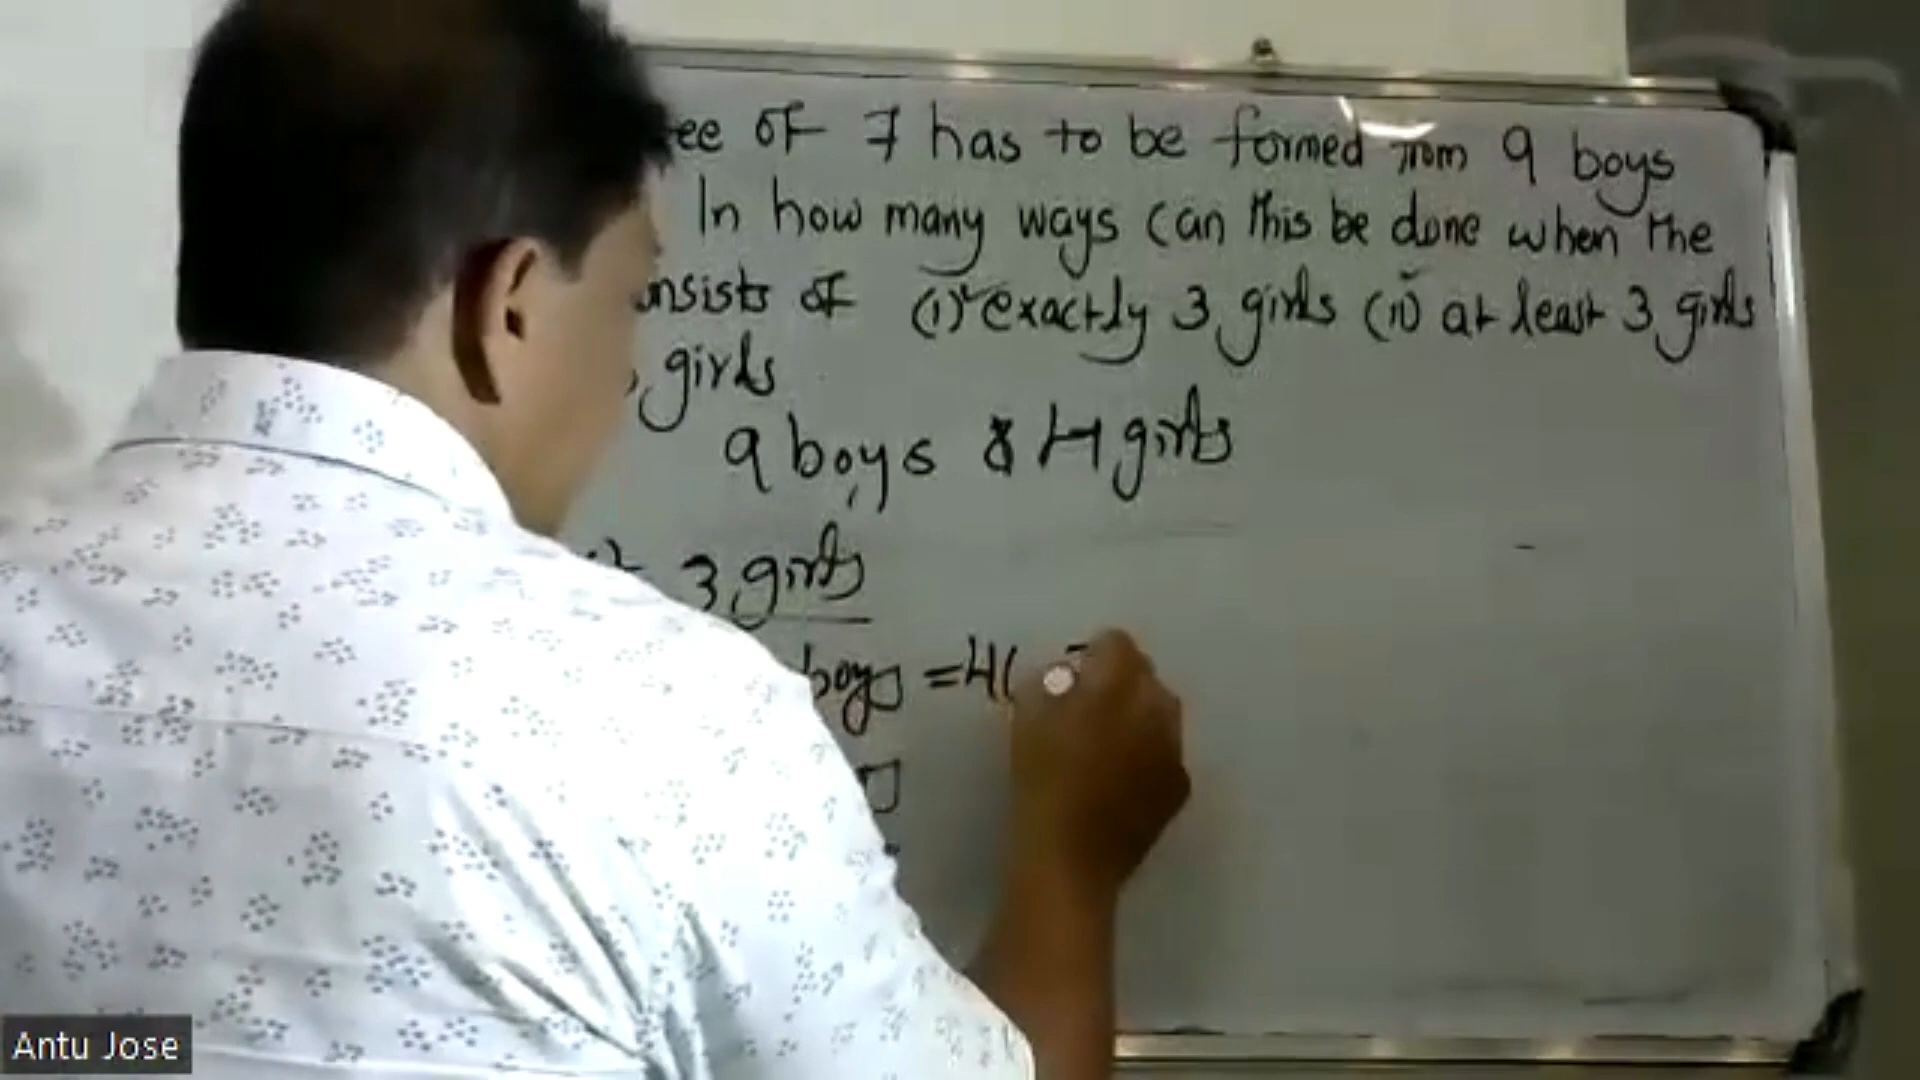 ee of 7 has to be formed from 9 boys
In how many ways can this be done when the
nsists of (i) exactly 3 girls (ii) at least 3 girls
girls
9 boys & 4 girls
3 girls
boys = 4C
Antu Jose